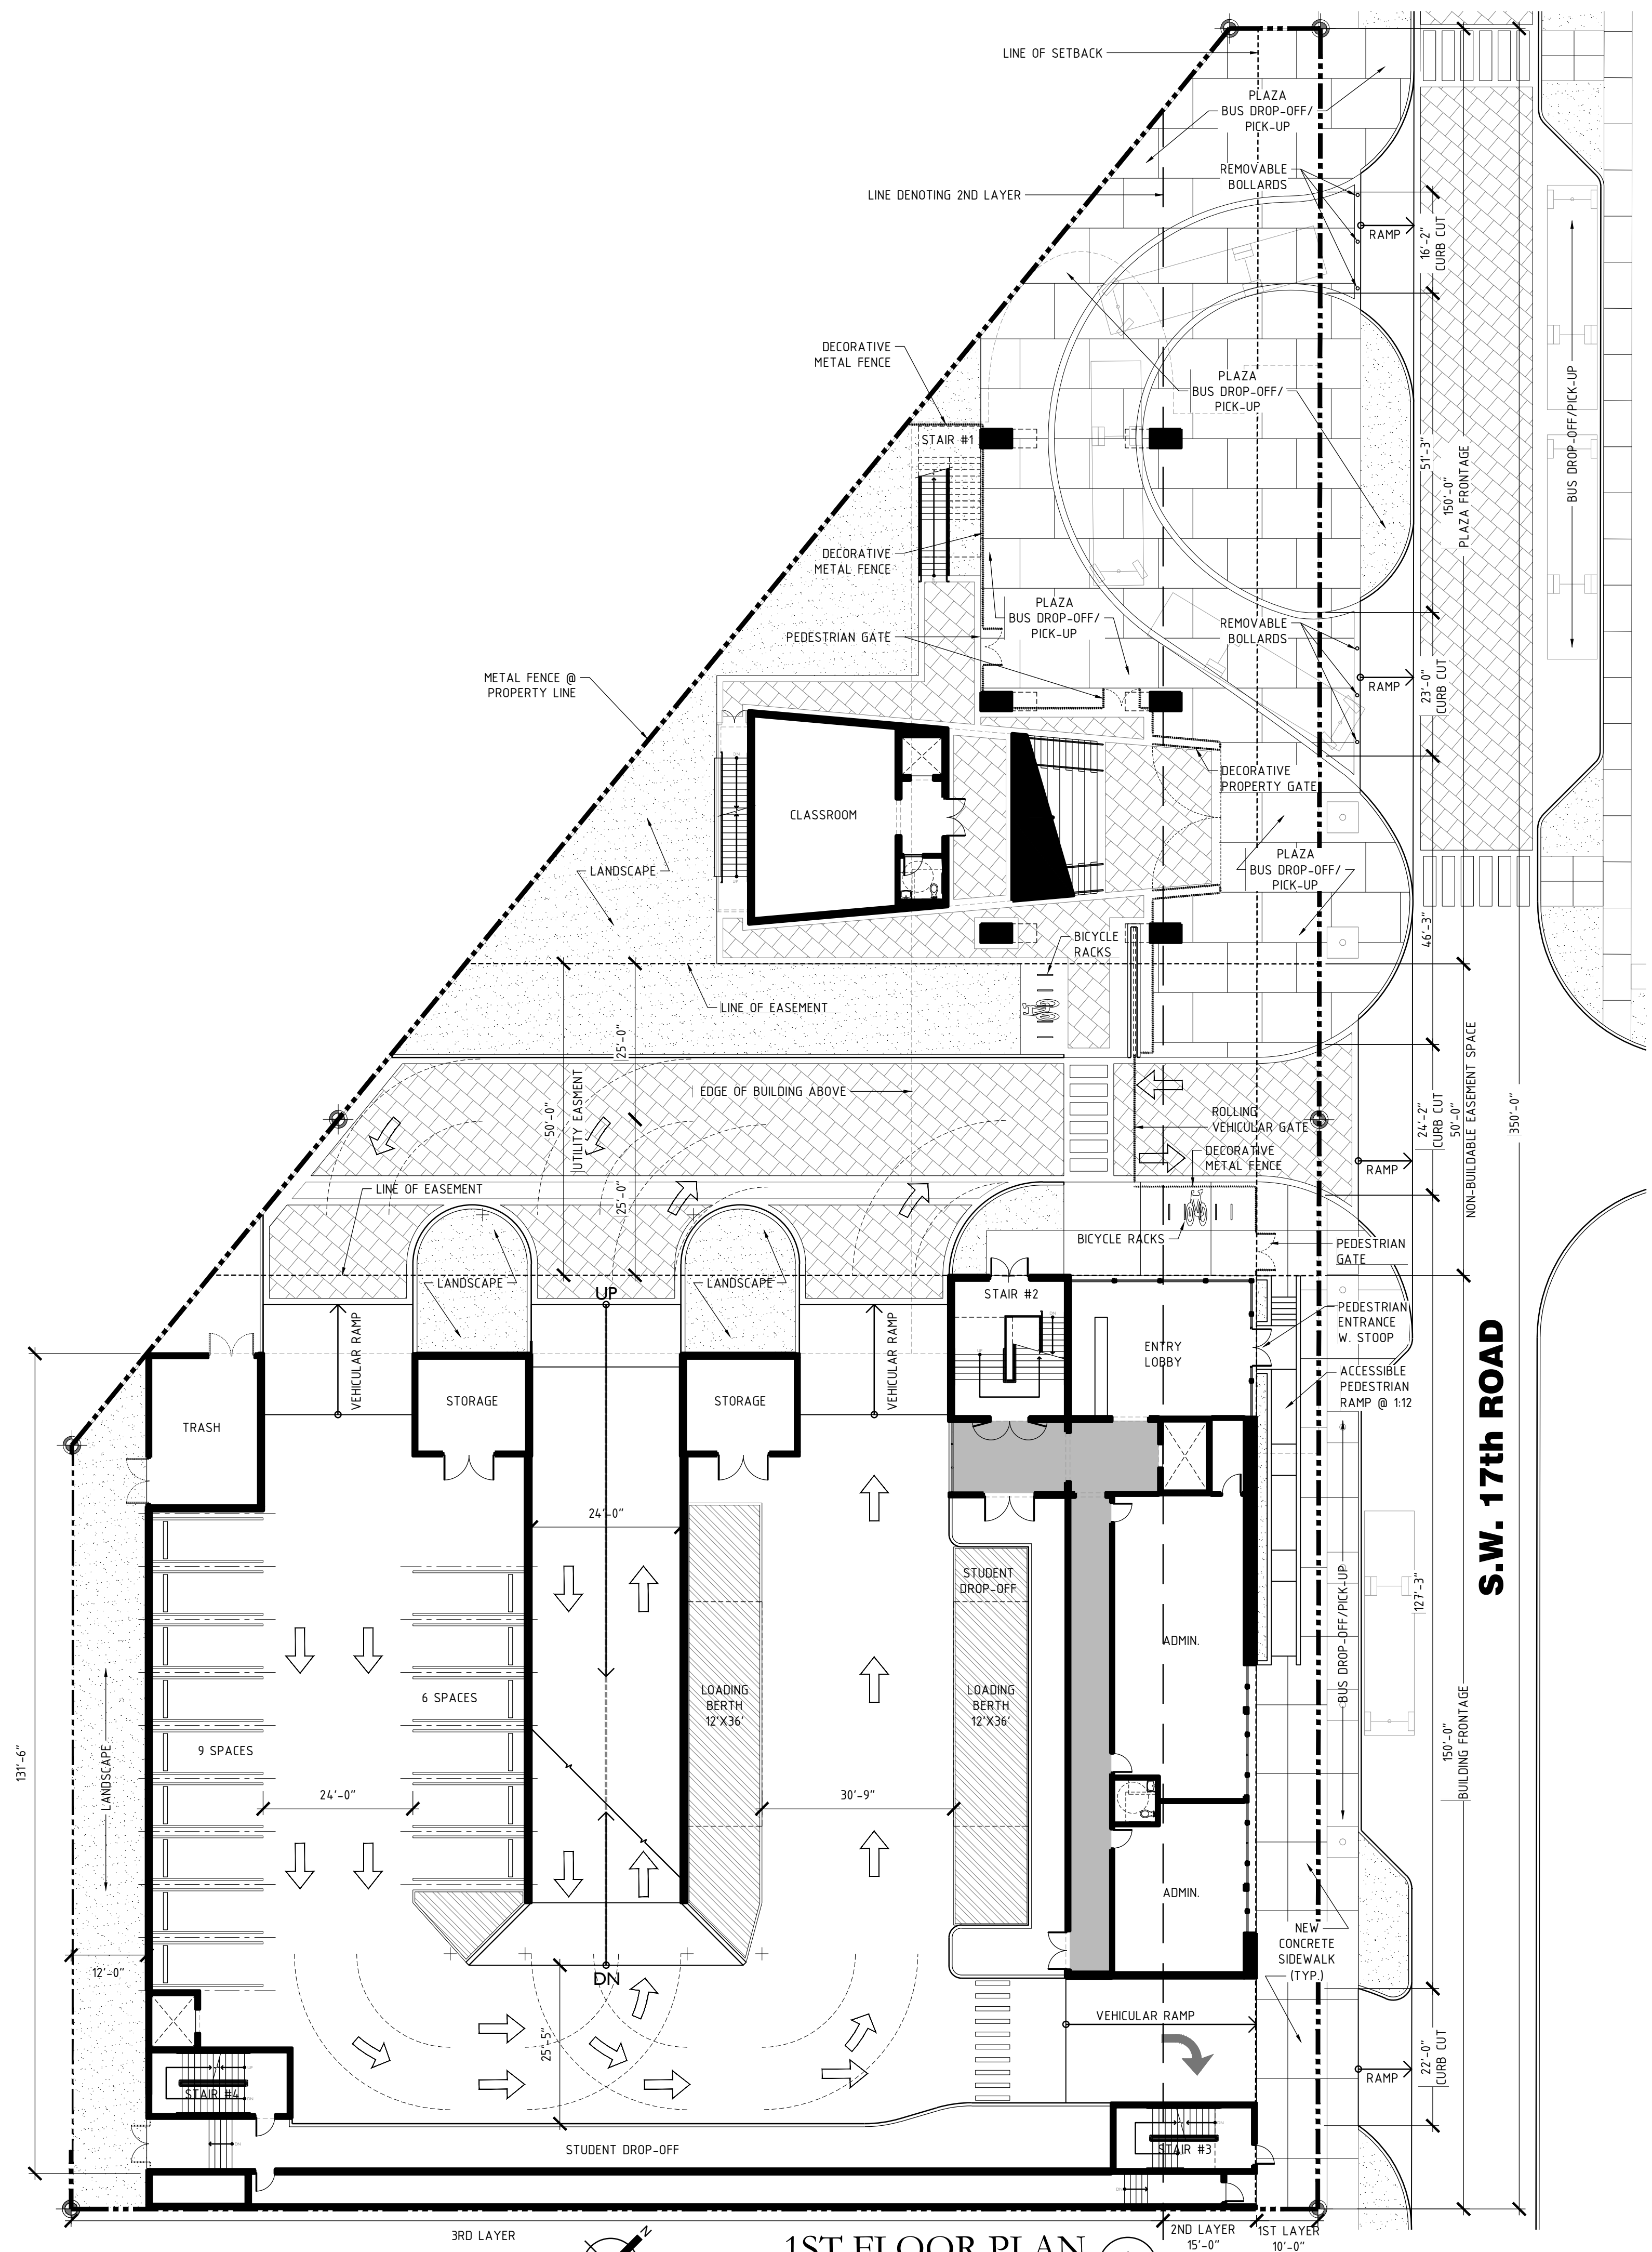 LINE OF SETBACK
PLAZA
BUS DROP-OFF/
PICK-UP
REMOVABLE
BOLLARDS
LINE DENOTING 2ND LAYER
RAMP
16'-2"
CURB CUT
DECORATIVE
METAL FENCE
PLAZA
BUS DROP-OFF/
PICK-UP
BUS DROP-OFF/PICK-UP
STAIR #1
51'-3"
150'-0"
PLAZA FRONTAGE
DECORATIVE
METAL FENCE
PLAZA
BUS DROP-OFF/
PICK-UP
PEDESTRIAN GATE
REMOVABLE
BOLLARDS
METAL FENCE @
PROPERTY LINE
RAMP
23'-0"
CURB CUT
DECORATIVE
PROPERTY GATE
CLASSROOM
PLAZA
BUS DROP-OFF/
PICK-UP
LANDSCAPE
46'-3"
BICYCLE
RACKS
LINE OF EASEMENT
25'-0"
50'-0"
UTILITY EASMENT
EDGE OF BUILDING ABOVE
ROLLING
VEHICULAR GATE
24'-2"
CURB CUT
50'-0"
NON-BUILDABLE EASEMENT SPACE
350'-0"
DECORATIVE
METAL FENCE
RAMP
LINE OF EASEMENT
25'-0"
BICYCLE RACKS
PEDESTRIAN
GATE
LANDSCAPE
LANDSCAPE
UP
STAIR #2
PEDESTRIAN
ENTRANCE
W. STOOP
VEHICULAR RAMP
VEHICULAR RAMP
ENTRY
LOBBY
ACCESSIBLE
PEDESTRIAN
RAMP @ 1:12
TRASH
STORAGE
STORAGE
S.W. 17th ROAD
24'-0"
STUDENT
DROP-OFF
BUS DROP-OFF/PICK-UP
127'-3"
ADMIN.
6 SPACES
LOADING
BERTH
12'X36'
LOADING
BERTH
12'X36'
9 SPACES
LANDSCAPE
131'-6"
24'-0"
30'-9"
150'-0"
BUILDING FRONTAGE
ADMIN.
NEW
CONCRETE
SIDEWALK
(TYP.)
12'-0"
DN
25'-5"
VEHICULAR RAMP
RAMP
22'-0"
CURB CUT
STAIR #4
STUDENT DROP-OFF
STAIR #3
3RD LAYER
N
1ST FLOOR PLAN
2ND LAYER
15'-0"
1ST LAYER
10'-0"